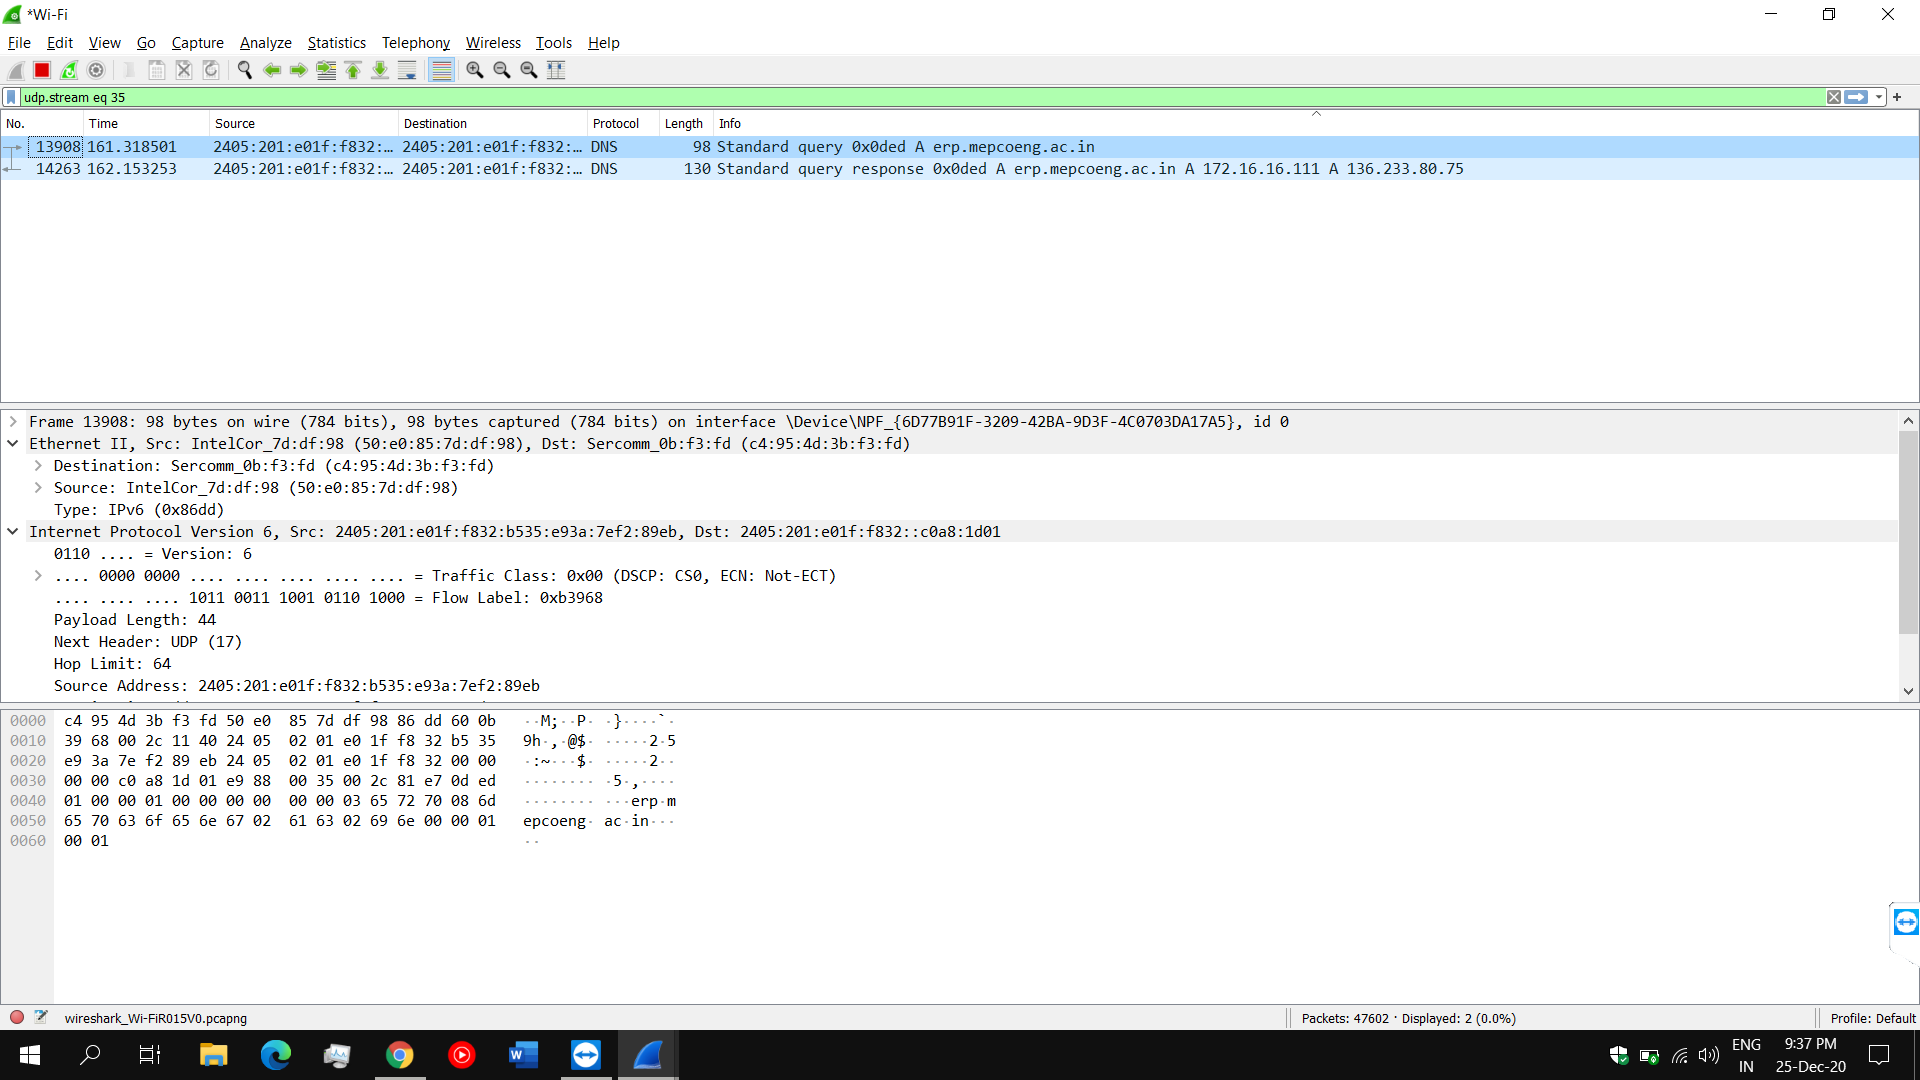 *Wi-Fi
File Edit View Go Capture Analyze Statistics Telephony Wireless Tools Help
udp.stream eq 35
No. Time Source Destination Protocol Length Info
13908 161.318501 2405:201:e01f:f832:… 2405:201:e01f:f832:… DNS 98 Standard query 0x0ded A erp.mepcoeng.ac.in
14263 162.153253 2405:201:e01f:f832:… 2405:201:e01f:f832:… DNS 130 Standard query response 0x0ded A erp.mepcoeng.ac.in A 172.16.16.111 A 136.233.80.75
Frame 13908: 98 bytes on wire (784 bits), 98 bytes captured (784 bits) on interface \Device\NPF_{6D77B91F-3209-42BA-9D3F-4C0703DA17A5}, id 0
Ethernet II, Src: IntelCor_7d:df:98 (50:e0:85:7d:df:98), Dst: Sercomm_0b:f3:fd (c4:95:4d:3b:f3:fd)
Destination: Sercomm_0b:f3:fd (c4:95:4d:3b:f3:fd)
Source: IntelCor_7d:df:98 (50:e0:85:7d:df:98)
Type: IPv6 (0x86dd)
Internet Protocol Version 6, Src: 2405:201:e01f:f832:b535:e93a:7ef2:89eb, Dst: 2405:201:e01f:f832::c0a8:1d01
0110 .... = Version: 6
.... 0000 0000 .... .... .... .... .... = Traffic Class: 0x00 (DSCP: CS0, ECN: Not-ECT)
.... .... .... 1011 0011 1001 0110 1000 = Flow Label: 0xb3968
Payload Length: 44
Next Header: UDP (17)
Hop Limit: 64
Source Address: 2405:201:e01f:f832:b535:e93a:7ef2:89eb
0000 c4 95 4d 3b f3 fd 50 e0 85 7d df 98 86 dd 60 0b ··M;··P· ·}····`·
0010 39 68 00 2c 11 40 24 05 02 01 e0 1f f8 32 b5 35 9h·,·@$· ·····2·5
0020 e9 3a 7e f2 89 eb 24 05 02 01 e0 1f f8 32 00 00 ·:~···$· ·····2··
0030 00 00 c0 a8 1d 01 e9 88 00 35 00 2c 81 e7 0d ed ········ ·5·,····
0040 01 00 00 01 00 00 00 00 00 00 03 65 72 70 08 6d ········ ···erp·m
0050 65 70 63 6f 65 6e 67 02 61 63 02 69 6e 00 00 01 epcoeng· ac·in···
0060 00 01 ··
wireshark_Wi-FiR015V0.pcapng Packets: 47602 · Displayed: 2 (0.0%) Profile: Default
ENG
IN
9:37 PM
25-Dec-20